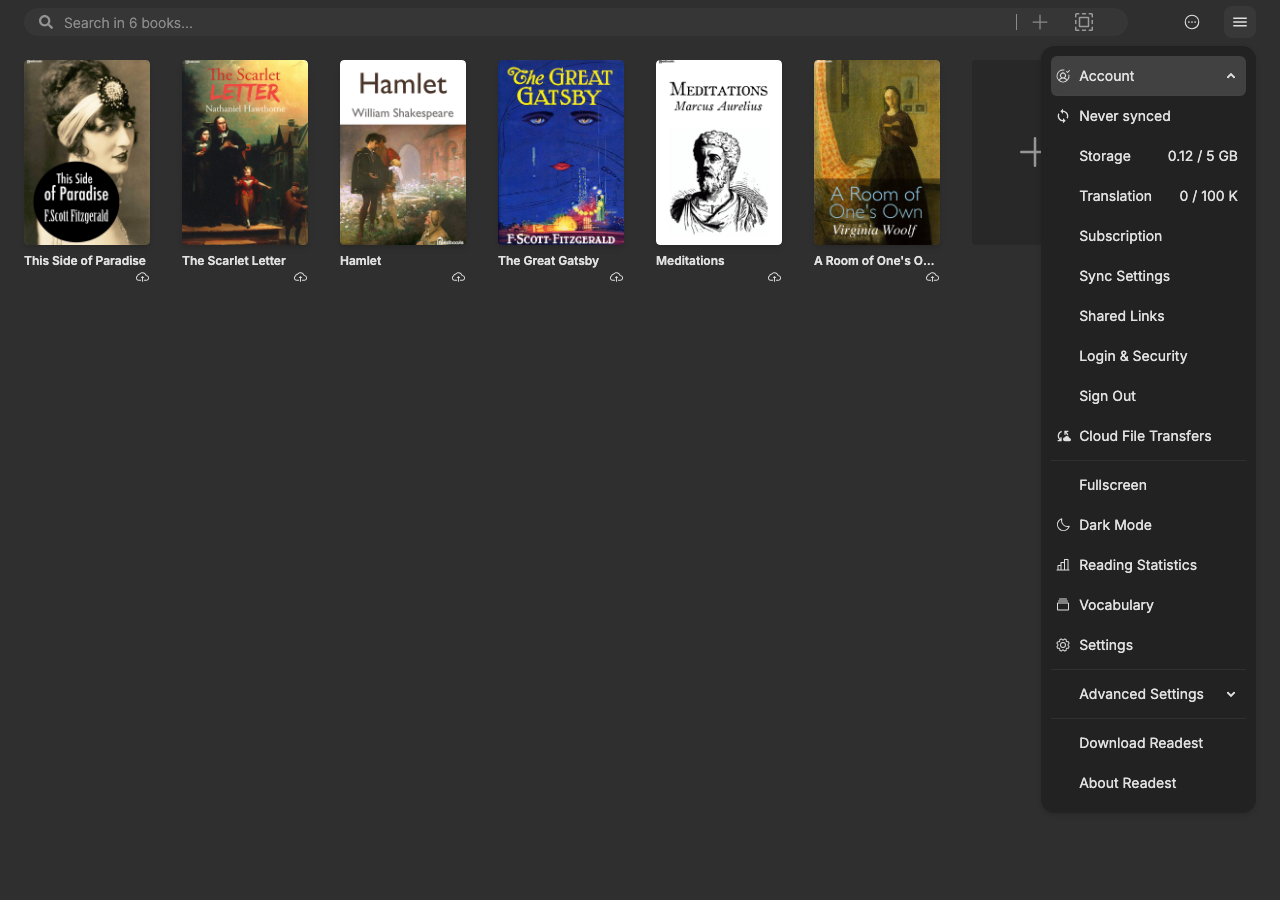 Search in 6 books...
The Scarlet
LETTER
Nathaniel Hawthorne
Hamlet
William Shakespeare
The GREAT
GATSBY
F·SCOTT·FITZGERALD
MEDITATIONS
Marcus Aurelius
This Side
of Paradise
F.Scott Fitzgerald
A Room of
One's Own
Virginia Woolf
This Side of Paradise
The Scarlet Letter
Hamlet
The Great Gatsby
Meditations
A Room of One's O...
Account
Never synced
Storage 0.12 / 5 GB
Translation 0 / 100 K
Subscription
Sync Settings
Shared Links
Login & Security
Sign Out
Cloud File Transfers
Fullscreen
Dark Mode
Reading Statistics
Vocabulary
Settings
Advanced Settings
Download Readest
About Readest